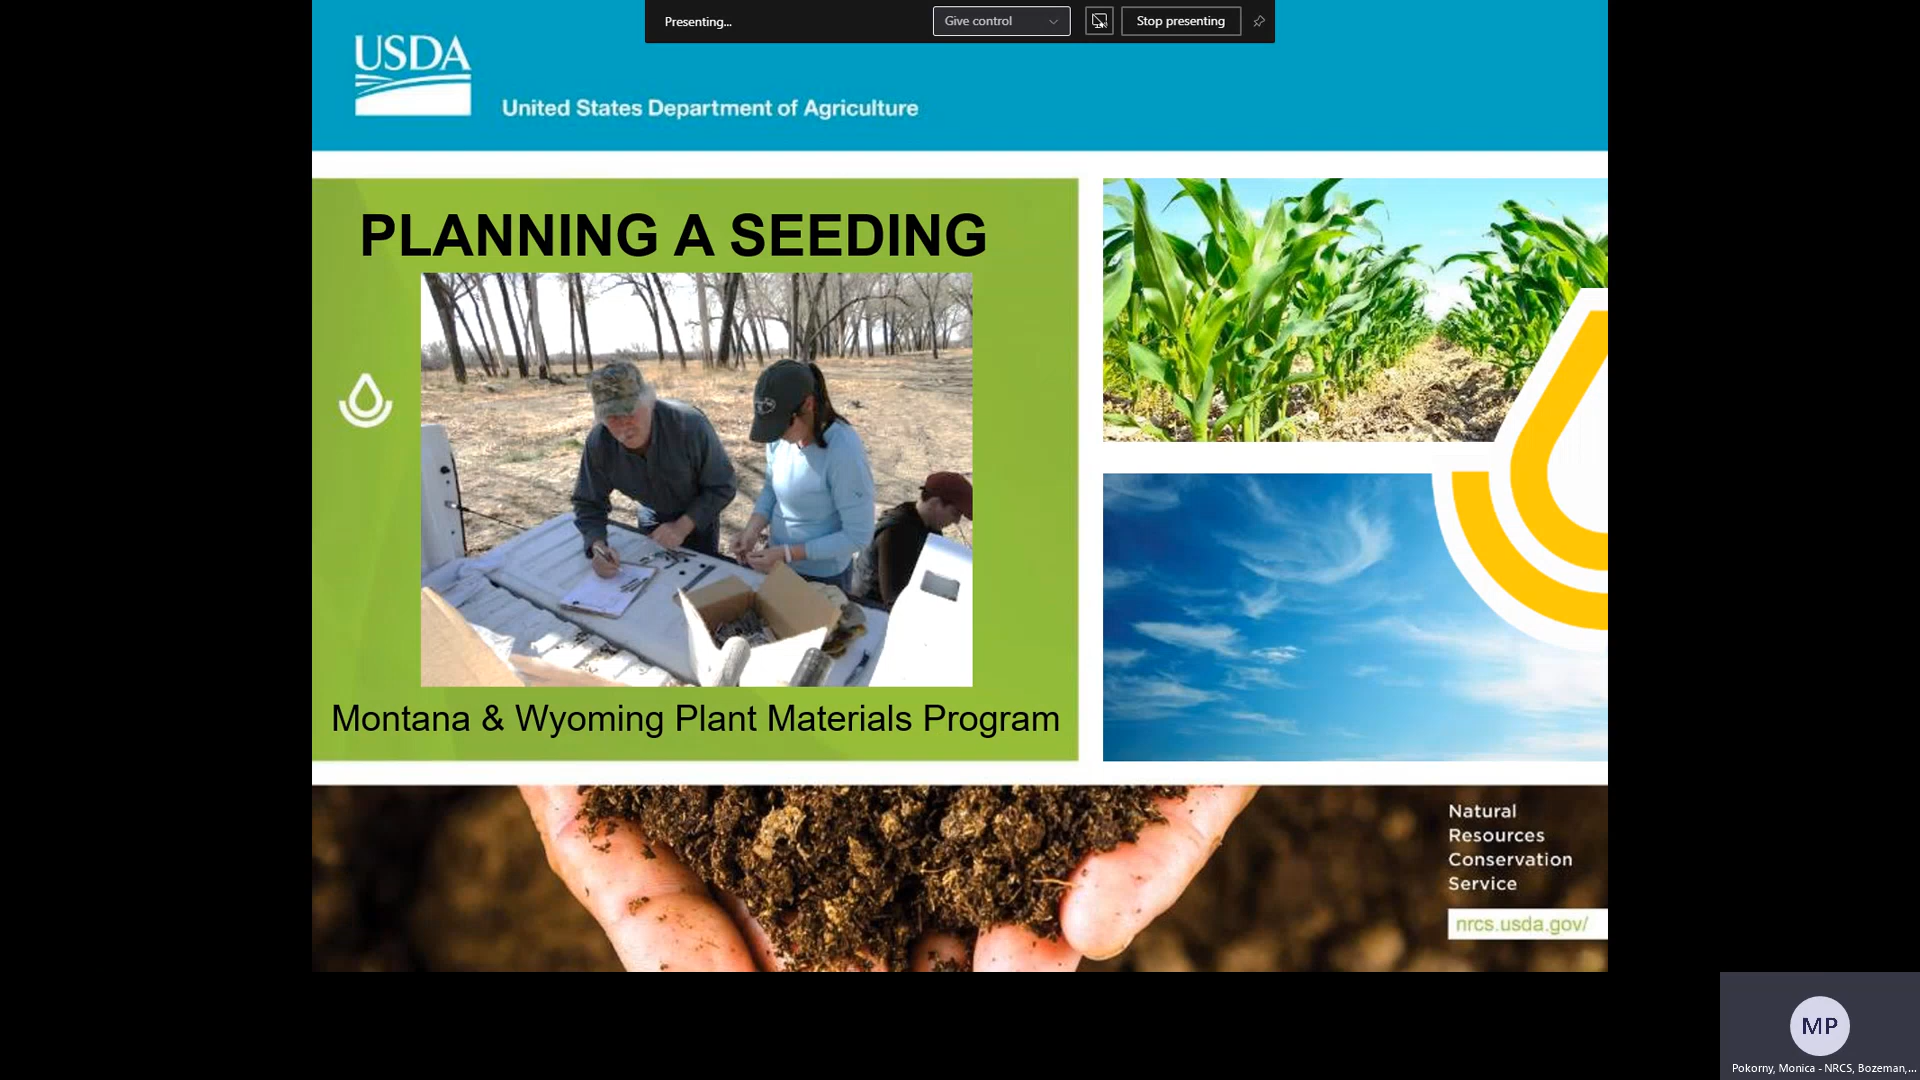 Presenting...
Give control
Stop presenting
USDA
United States Department of Agriculture
PLANNING A SEEDING
Montana & Wyoming Plant Materials Program
Natural
Resources
Conservation
Service
nrcs.usda.gov/
MP
Pokorny, Monica - NRCS, Bozeman,...